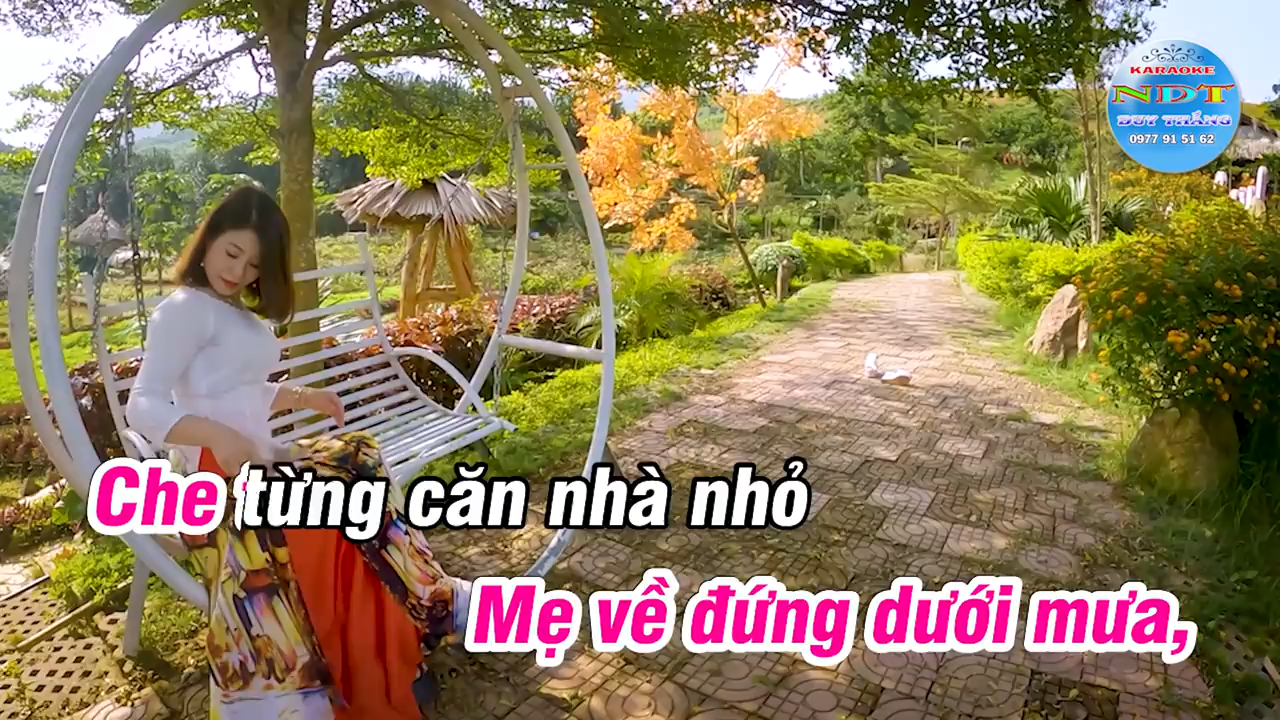 KARAOKE
NDT
DUY THẮNG
0977 91 51 62
Che từng căn nhà nhỏ
Mẹ về đứng dưới mưa,